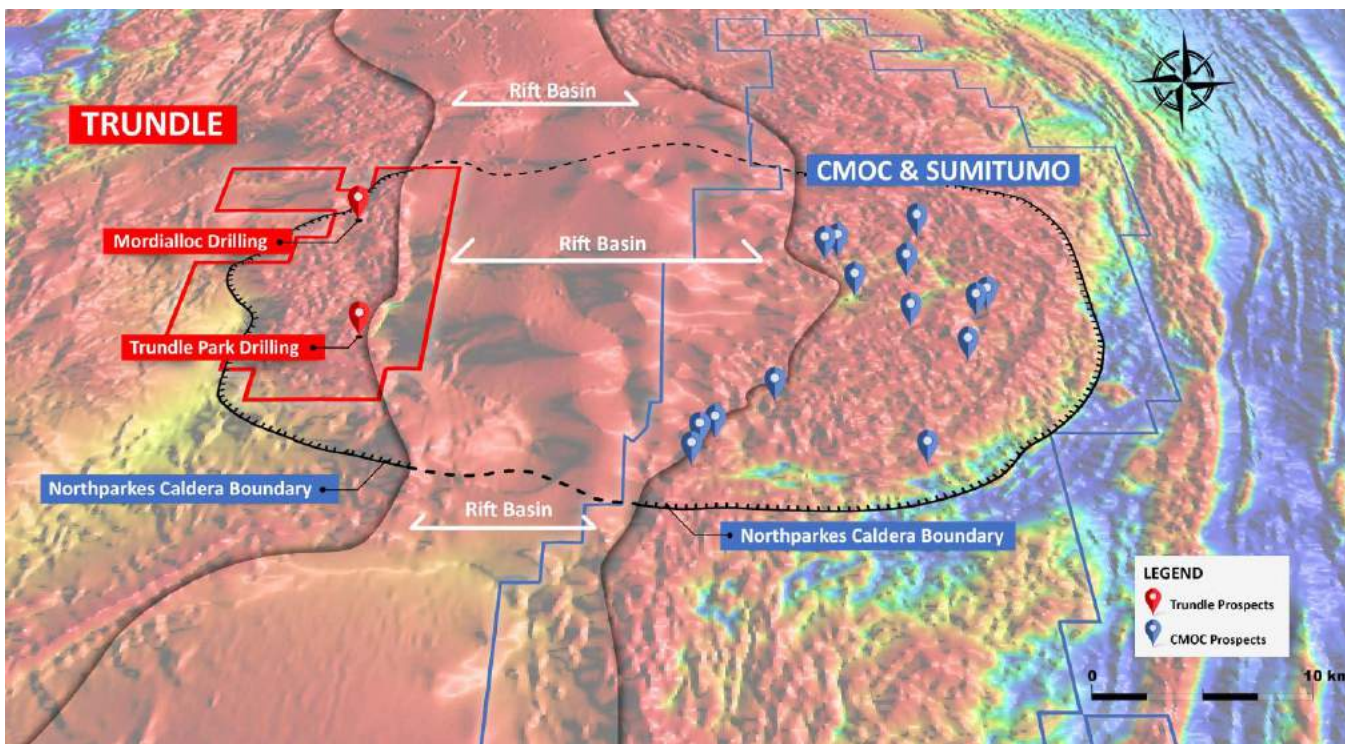 Rift Basin
TRUNDLE
CMOC & SUMITUMO
Mordialloc Drilling
Rift Basin
Trundle Park Drilling
Northparkes Caldera Boundary
Rift Basin
Northparkes Caldera Boundary
LEGEND
Trundle Prospects
CMOC Prospects
0 10 km